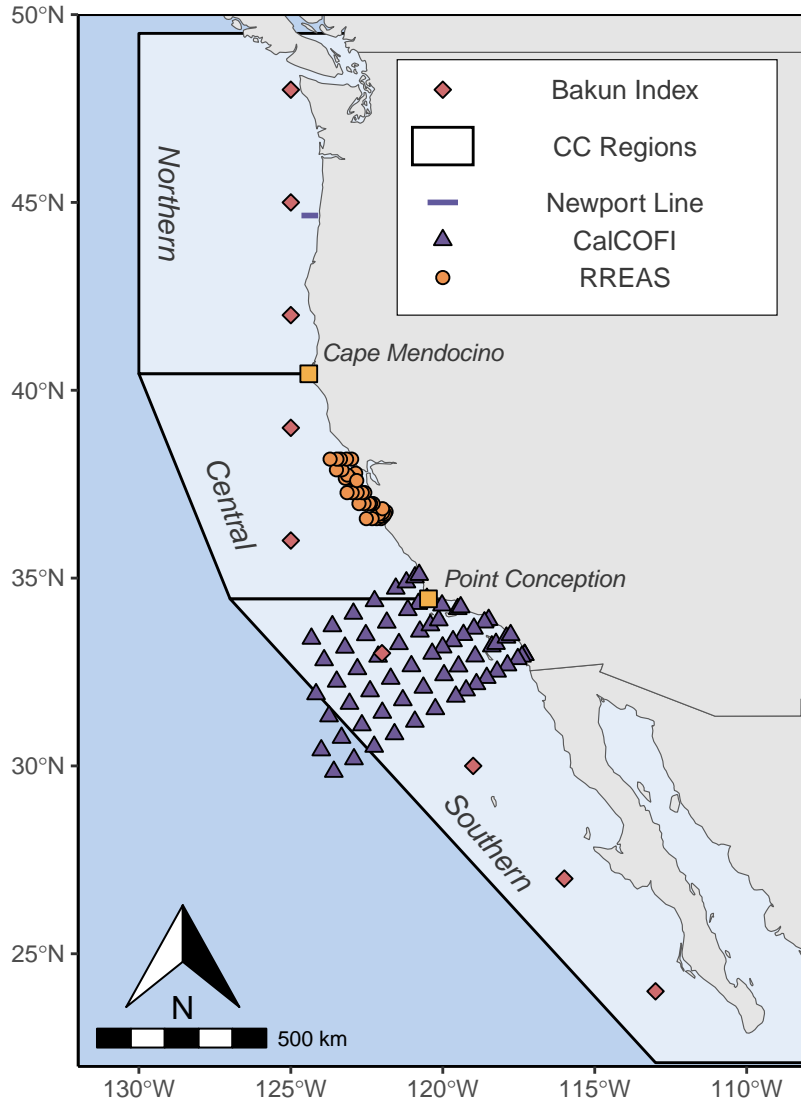 50°N
45°N
40°N
35°N
30°N
25°N
Bakun Index
CC Regions
Newport Line
CalCOFI
RREAS
Northern
Cape Mendocino
Central
Point Conception
Southern
N
500 km
130°W
125°W
120°W
115°W
110°W